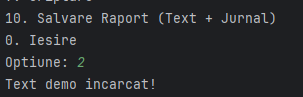 10. Salvare Raport (Text + Jurnal)
0. Iesire
Optiune: 2
Text demo incarcat!